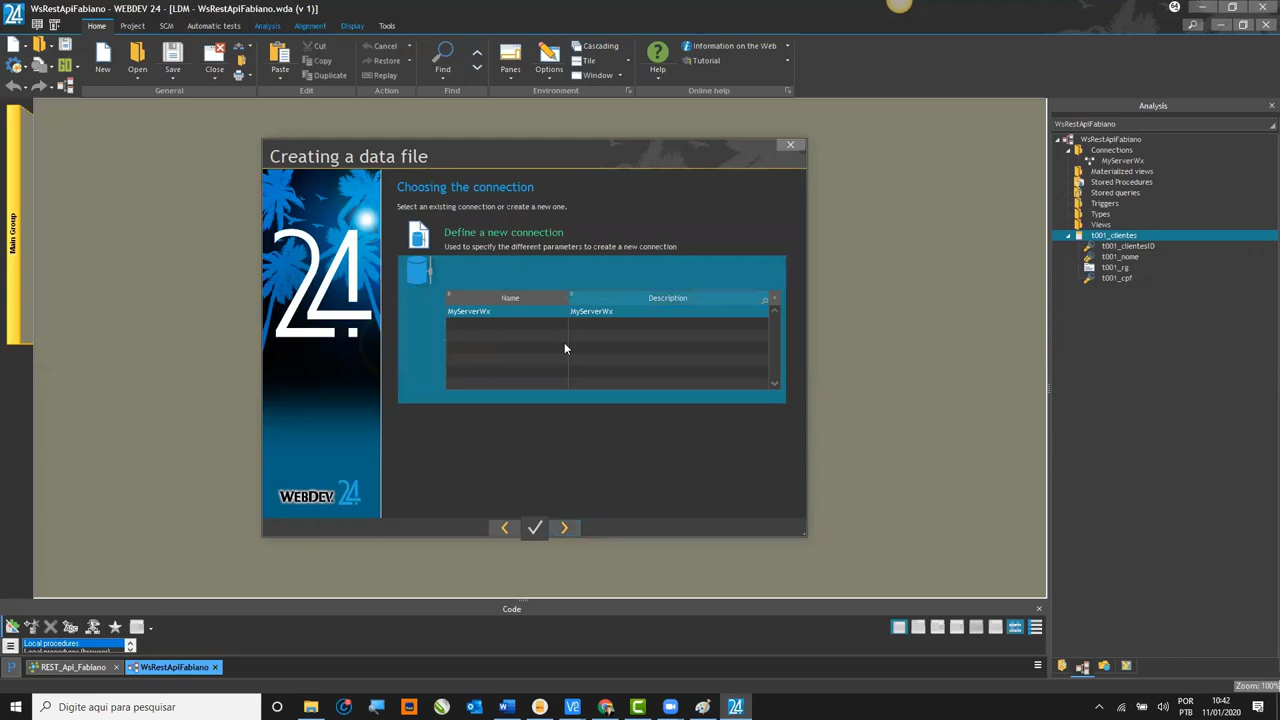 24 WsRestApiFabiano - WEBDEV 24 - [LDM - WsRestApiFabiano.wda (v 1)]
64
Home Project SCM Automatic tests Analysis Alignment Display Tools
GO
New Open Save Close
Paste Cut Copy Duplicate
Cancel Restore Replay
Find
Panes Options Cascading Tile Window
Help Information on the Web Tutorial
General Edit Action Find Environment Online help
Main Group
Creating a data file
Choosing the connection
Select an existing connection or create a new one.
Define a new connection
Used to specify the different parameters to create a new connection
Name Description
MyServerWx MyServerWx
24
WEBDEV 24
Analysis
WsRestApiFabiano
WsRestApiFabiano
Connections
MyServerWx
Materialized views
Stored Procedures
Stored queries
Triggers
Types
Views
t001_clientes
t001_clientesID
t001_nome
t001_rg
t001_cpf
Code
Local procedures
REST_Api_Fabiano WsRestApiFabiano
Zoom: 100%
Digite aqui para pesquisar
POR
PTB
10:42
11/01/2020